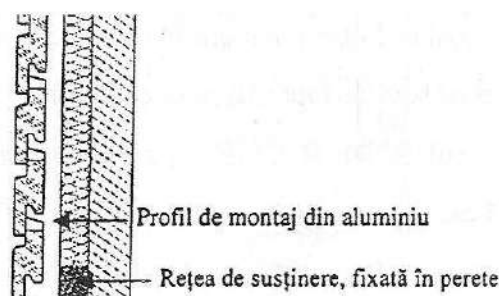 Profil de montaj din aluminiu
Rețea de susținere, fixată în perete